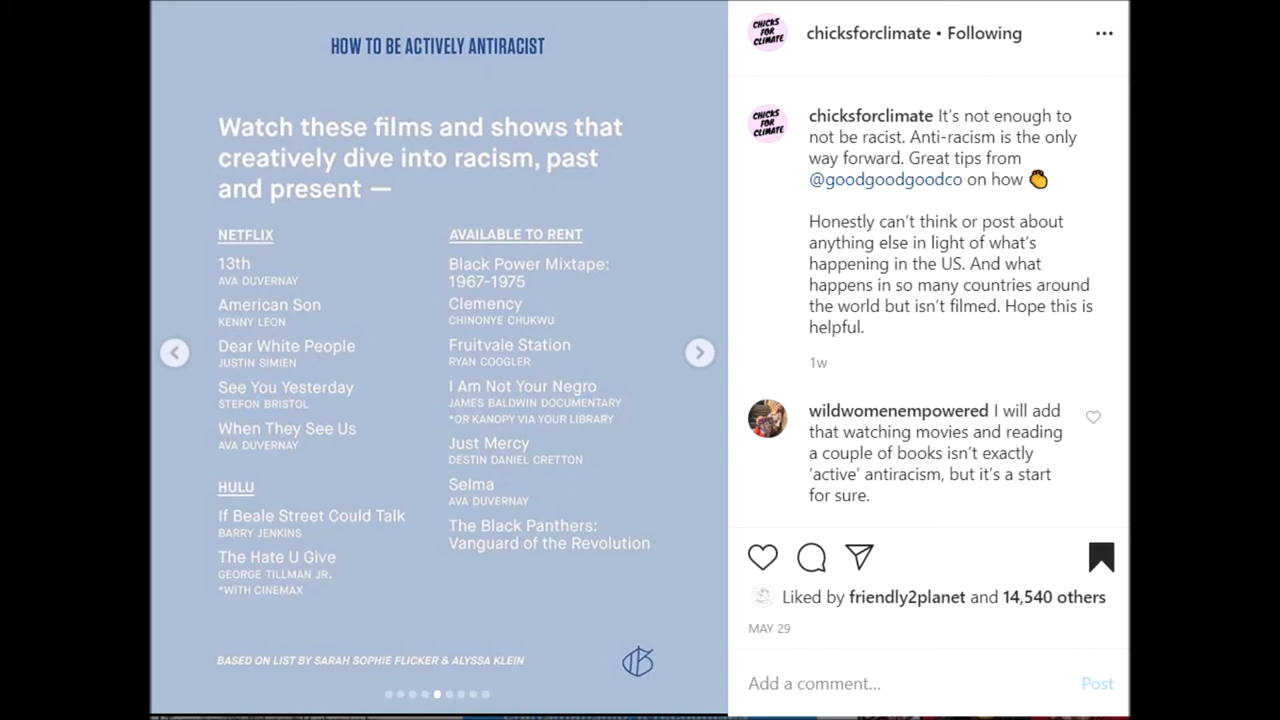 HOW TO BE ACTIVELY ANTIRACIST
Watch these films and shows that
creatively dive into racism, past
and present —
NETFLIX
13th
AVA DUVERNAY
American Son
KENNY LEON
Dear White People
JUSTIN SIMIEN
See You Yesterday
STEFON BRISTOL
When They See Us
AVA DUVERNAY
HULU
If Beale Street Could Talk
BARRY JENKINS
The Hate U Give
GEORGE TILLMAN JR.
*WITH CINEMAX
AVAILABLE TO RENT
Black Power Mixtape:
1967-1975
Clemency
CHINONYE CHUKWU
Fruitvale Station
RYAN COOGLER
I Am Not Your Negro
JAMES BALDWIN DOCUMENTARY
*OR KANOPY VIA YOUR LIBRARY
Just Mercy
DESTIN DANIEL CRETTON
Selma
AVA DUVERNAY
The Black Panthers:
Vanguard of the Revolution
BASED ON LIST BY SARAH SOPHIE FLICKER & ALYSSA KLEIN
CHICKS
FOR
CLIMATE
chicksforclimate • Following
CHICKS
FOR
CLIMATE
chicksforclimate It's not enough to
not be racist. Anti-racism is the only
way forward. Great tips from
@goodgoodgoodco on how ✊
Honestly can't think or post about
anything else in light of what's
happening in the US. And what
happens in so many countries around
the world but isn't filmed. Hope this is
helpful.
1w
wildwomenempowered I will add
that watching movies and reading
a couple of books isn't exactly
'active' antiracism, but it's a start
for sure.
Liked by friendly2planet and 14,540 others
MAY 29
Add a comment... Post